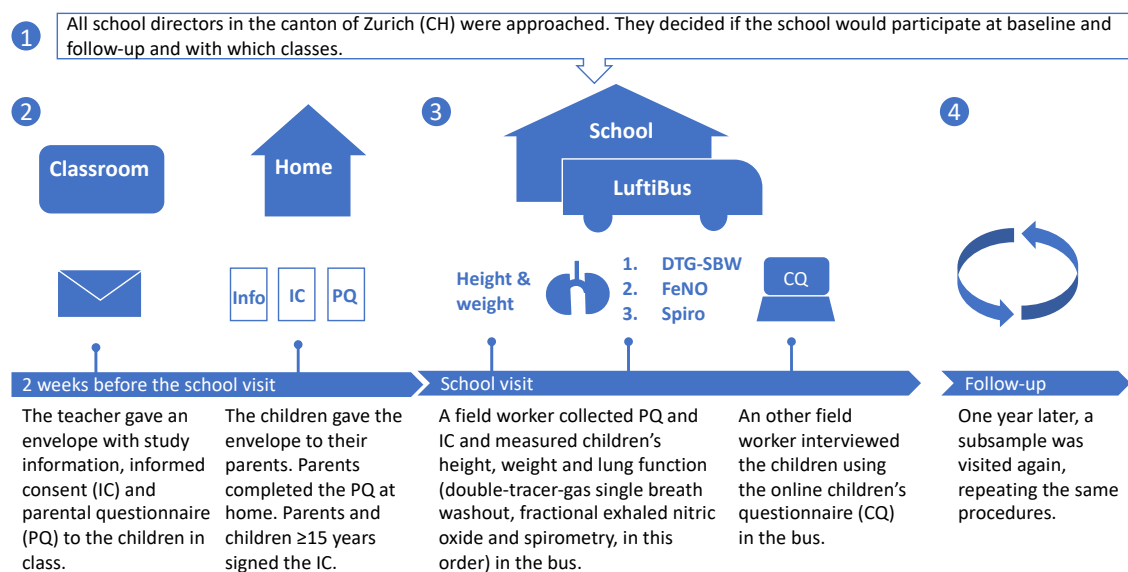 1
All school directors in the canton of Zurich (CH) were approached. They decided if the school would participate at baseline and
follow-up and with which classes.
2
Classroom
Home
3
School
LuftiBus
4
Info
IC
PQ
Height &
weight
1. DTG-SBW
2. FeNO
3. Spiro
CQ
2 weeks before the school visit
School visit
Follow-up
The teacher gave an
envelope with study
information, informed
consent (IC) and
parental questionnaire
(PQ) to the children in
class.
The children gave the
envelope to their
parents. Parents
completed the PQ at
home. Parents and
children ≥15 years
signed the IC.
A field worker collected PQ and
IC and measured children’s
height, weight and lung function
(double-tracer-gas single breath
washout, fractional exhaled nitric
oxide and spirometry, in this
order) in the bus.
An other field
worker interviewed
the children using
the online children’s
questionnaire (CQ)
in the bus.
One year later, a
subsample was
visited again,
repeating the same
procedures.